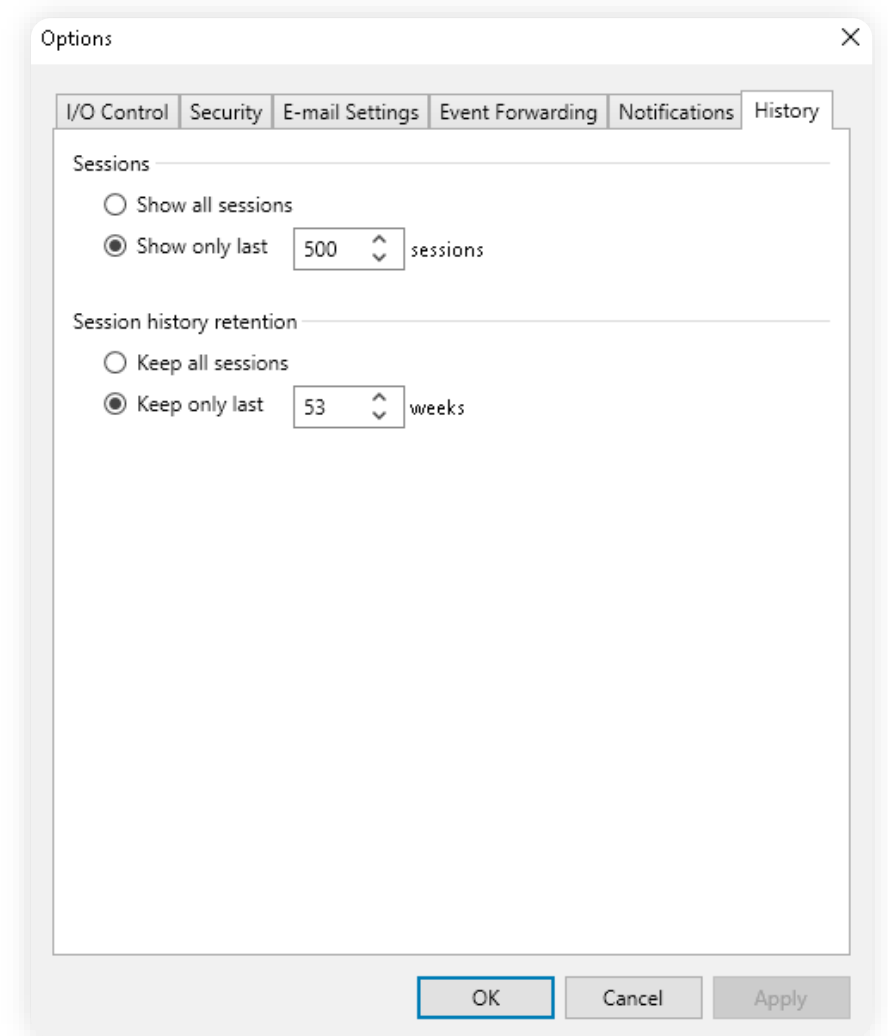 Options
I/O Control Security E-mail Settings Event Forwarding Notifications History
Sessions
Show all sessions
Show only last 500 sessions
Session history retention
Keep all sessions
Keep only last 53 weeks
OK Cancel Apply